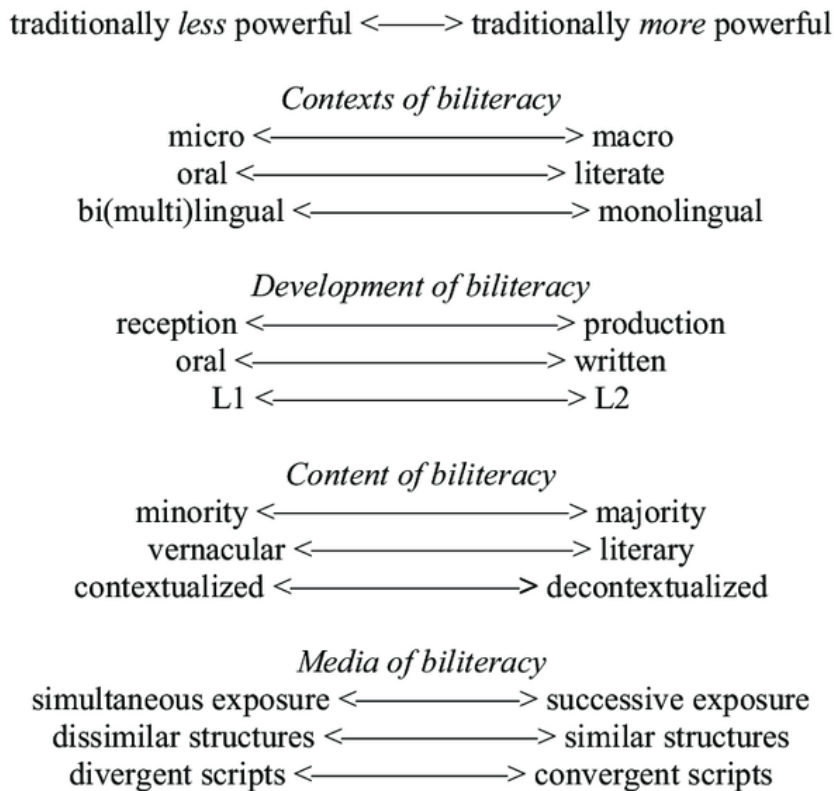 traditionally less powerful <——> traditionally more powerful
Contexts of biliteracy
micro <————————> macro
oral <————————> literate
bi(multi)lingual <————————> monolingual
Development of biliteracy
reception <————————> production
oral <————————> written
L1 <————————> L2
Content of biliteracy
minority <————————> majority
vernacular <————————> literary
contextualized <————————> decontextualized
Media of biliteracy
simultaneous exposure <————————> successive exposure
dissimilar structures <————————> similar structures
divergent scripts <————————> convergent scripts